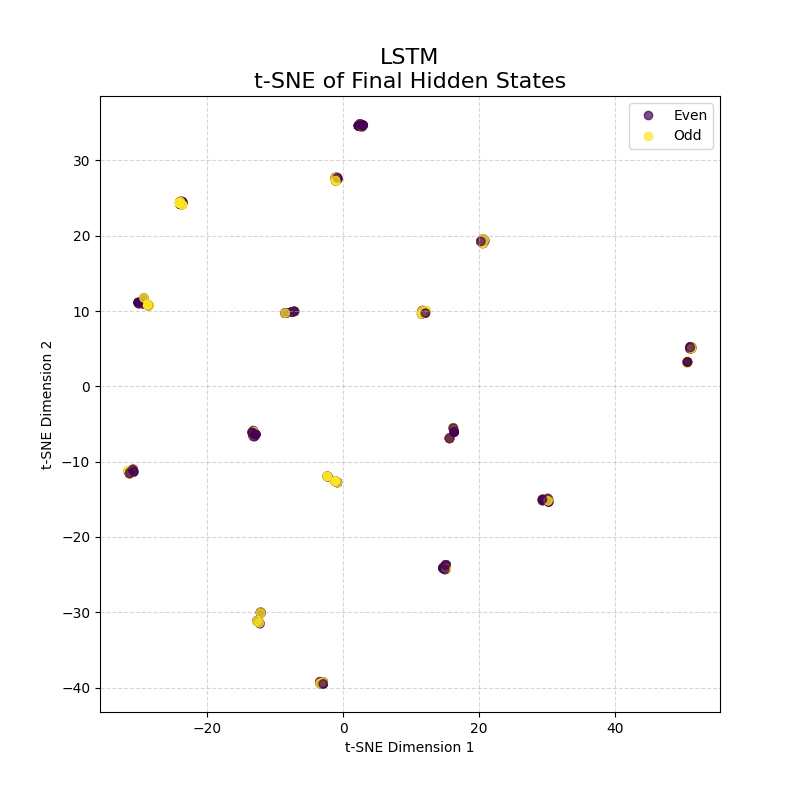 LSTM
t-SNE of Final Hidden States
Even
Odd
30
20
10
0
−10
−20
−30
−40
t-SNE Dimension 2
−20
0
20
40
t-SNE Dimension 1